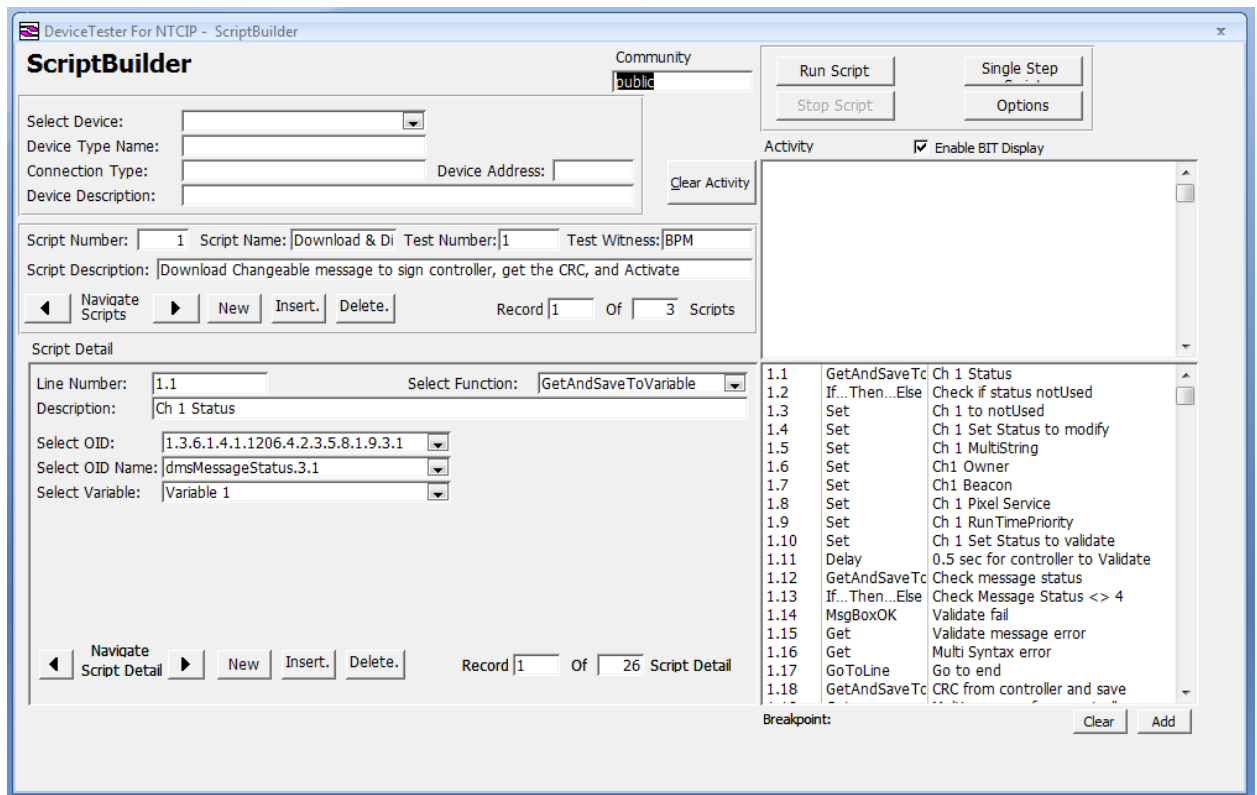 DeviceTester For NTCIP - ScriptBuilder x
ScriptBuilder
Community
public
Run Script Single Step
Stop Script Options
Select Device:
Device Type Name:
Connection Type: Device Address:
Device Description:
Clear Activity
Activity Enable BIT Display
Script Number: 1 Script Name: Download & Di Test Number: 1 Test Witness: BPM
Script Description: Download Changeable message to sign controller, get the CRC, and Activate
Navigate Scripts New Insert. Delete. Record 1 Of 3 Scripts
Script Detail
Line Number: 1.1 Select Function: GetAndSaveToVariable
Description: Ch 1 Status
Select OID: 1.3.6.1.4.1.1206.4.2.3.5.8.1.9.3.1
Select OID Name: dmsMessageStatus.3.1
Select Variable: Variable 1
Navigate Script Detail New Insert. Delete. Record 1 Of 26 Script Detail
1.1 GetAndSaveTo Ch 1 Status
1.2 If...Then...Else Check if status notUsed
1.3 Set Ch 1 to notUsed
1.4 Set Ch 1 Set Status to modify
1.5 Set Ch 1 MultiString
1.6 Set Ch1 Owner
1.7 Set Ch1 Beacon
1.8 Set Ch 1 Pixel Service
1.9 Set Ch 1 RunTimePriority
1.10 Set Ch 1 Set Status to validate
1.11 Delay 0.5 sec for controller to Validate
1.12 GetAndSaveTo Check message status
1.13 If...Then...Else Check Message Status <> 4
1.14 MsgBoxOK Validate fail
1.15 Get Validate message error
1.16 Get Multi Syntax error
1.17 GoToLine Go to end
1.18 GetAndSaveTo CRC from controller and save
Breakpoint: Clear Add